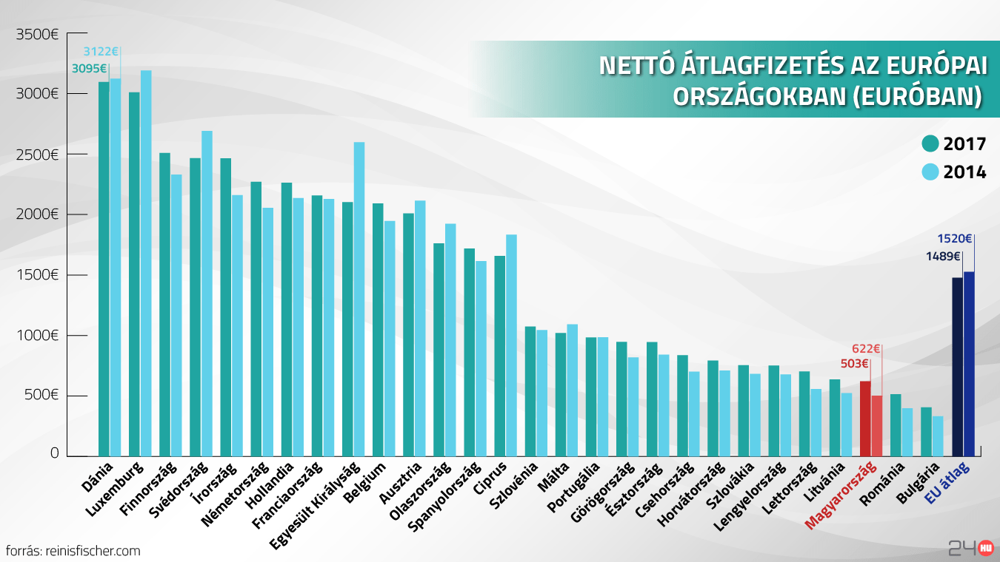 NETTÓ ÁTLAGFIZETÉS AZ EURÓPAI
ORSZÁGOKBAN (EURÓBAN)
2017
2014
3500€
3000€
2500€
2000€
1500€
1000€
500€
0
3122€
3095€
622€
503€
1520€
1489€
Dánia
Luxemburg
Finnország
Svédország
Írország
Németország
Hollandia
Franciaország
Egyesült Királyság
Belgium
Ausztria
Olaszország
Spanyolország
Ciprus
Szlovénia
Málta
Portugália
Görögország
Észtország
Csehország
Horvátország
Szlovákia
Lengyelország
Lettország
Litvánia
Magyarország
Románia
Bulgária
EU átlag
forrás: reinisfischer.com
24 HU